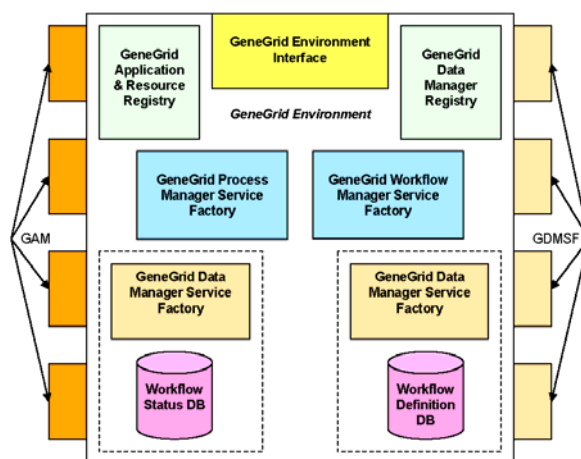 GeneGrid Environment
Interface
GeneGrid
Application
& Resource
Registry
GeneGrid
Data
Manager
Registry
GeneGrid Environment
GeneGrid Process
Manager Service
Factory
GeneGrid Workflow
Manager Service
Factory
GAM
GDMSF
GeneGrid Data
Manager Service
Factory
GeneGrid Data
Manager Service
Factory
Workflow
Status DB
Workflow
Definition
DB